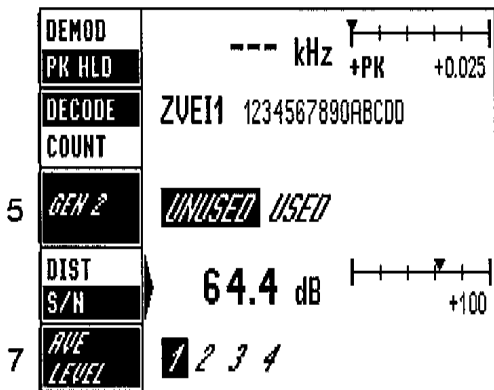 DEMOD
PK HLD
--- kHz
+PK +0.025
DECODE
COUNT
ZVEI1 1234567890ABCDD
5
GEN 2
UNUSED USED
DIST
S/N
64.4 dB
+100
7
AVE
LEVEL
1 2 3 4